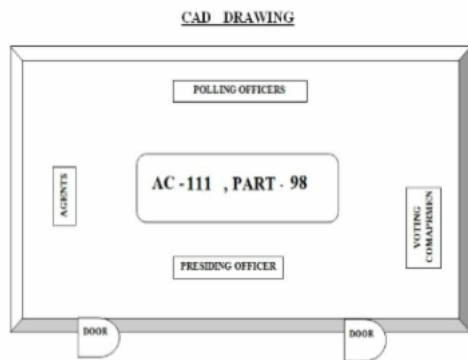 CAD DRAWING
POLLING OFFICERS
AGENTS
AC -111 , PART - 98
VOTING
COMAPRMEN
PRESIDING OFFICER
DOOR
DOOR